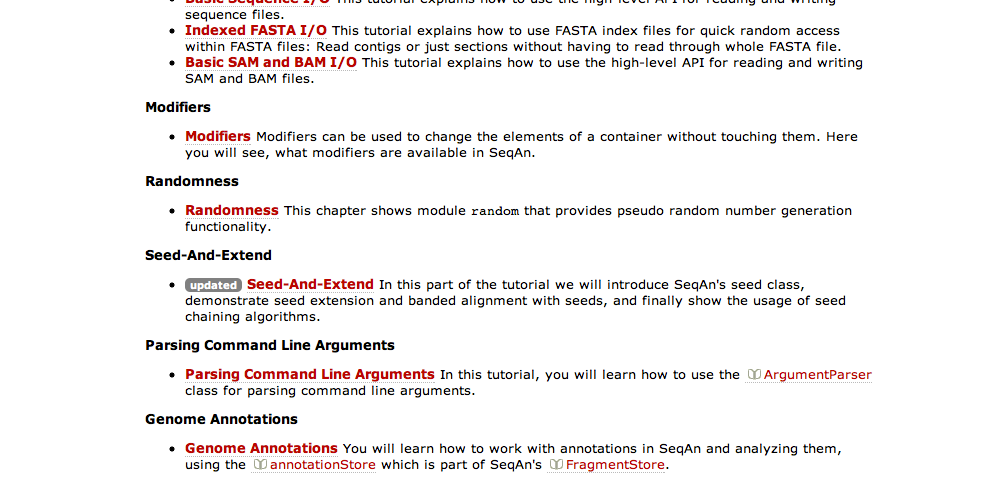 Basic Sequence I/O This tutorial explains how to use the high-level API for reading and writing
sequence files.
Indexed FASTA I/O This tutorial explains how to use FASTA index files for quick random access
within FASTA files: Read contigs or just sections without having to read through whole FASTA file.
Basic SAM and BAM I/O This tutorial explains how to use the high-level API for reading and writing
SAM and BAM files.
Modifiers
Modifiers Modifiers can be used to change the elements of a container without touching them. Here
you will see, what modifiers are available in SeqAn.
Randomness
Randomness This chapter shows module random that provides pseudo random number generation
functionality.
Seed-And-Extend
updated Seed-And-Extend In this part of the tutorial we will introduce SeqAn's seed class,
demonstrate seed extension and banded alignment with seeds, and finally show the usage of seed
chaining algorithms.
Parsing Command Line Arguments
Parsing Command Line Arguments In this tutorial, you will learn how to use the ArgumentParser
class for parsing command line arguments.
Genome Annotations
Genome Annotations You will learn how to work with annotations in SeqAn and analyzing them,
using the annotationStore which is part of SeqAn's FragmentStore.